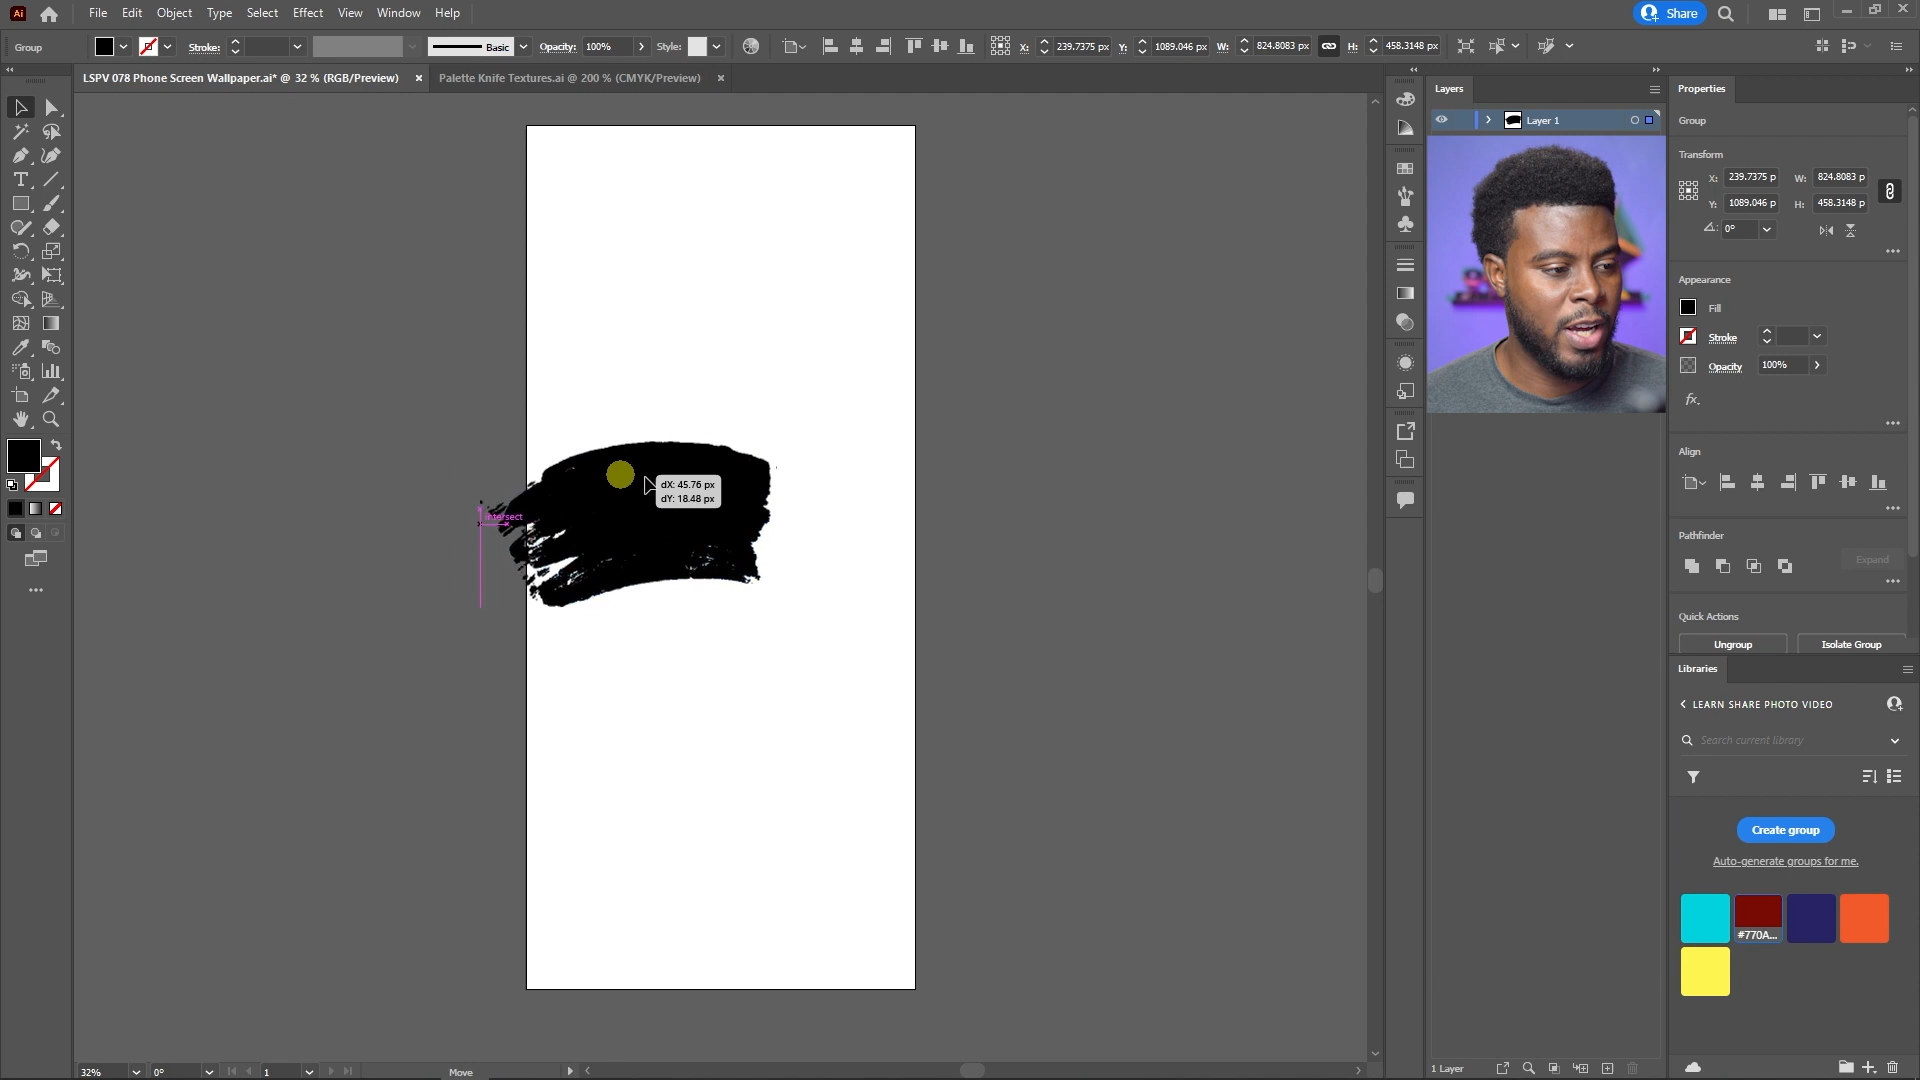 Ai File Edit Object Type Select Effect View Window Help Share
Group Stroke: Basic Opacity: 100% Style: X: 239.7375 px Y: 1089.046 px W: 824.8083 px H: 458.3148 px
LSPV 078 Phone Screen Wallpaper.ai* @ 32 % (RGB/Preview) × Palette Knife Textures.ai @ 200 % (CMYK/Preview) ×
dX: 45.76 px
dY: 18.48 px
intersect
32% 0° 1 Move
Layers
Layer 1
1 Layer
Properties
Group
Transform
X: 239.7375 p W: 824.8083 p
Y: 1089.046 p H: 458.3148 p
0°
Appearance
Fill
Stroke
Opacity 100%
fx.
Align
Pathfinder
Expand
Quick Actions
Ungroup Isolate Group
Libraries
LEARN SHARE PHOTO VIDEO
Search current library
Create group
Auto-generate groups for me.
#770A...